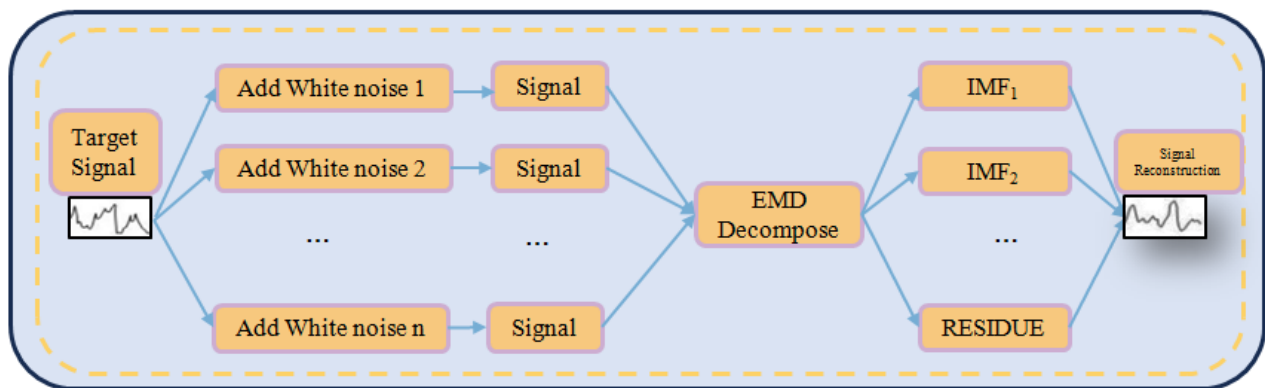 Target
Signal
Add White noise 1
Signal
Add White noise 2
Signal
...
...
Add White noise n
Signal
EMD
Decompose
IMF₁
IMF₂
...
RESIDUE
Signal
Reconstruction